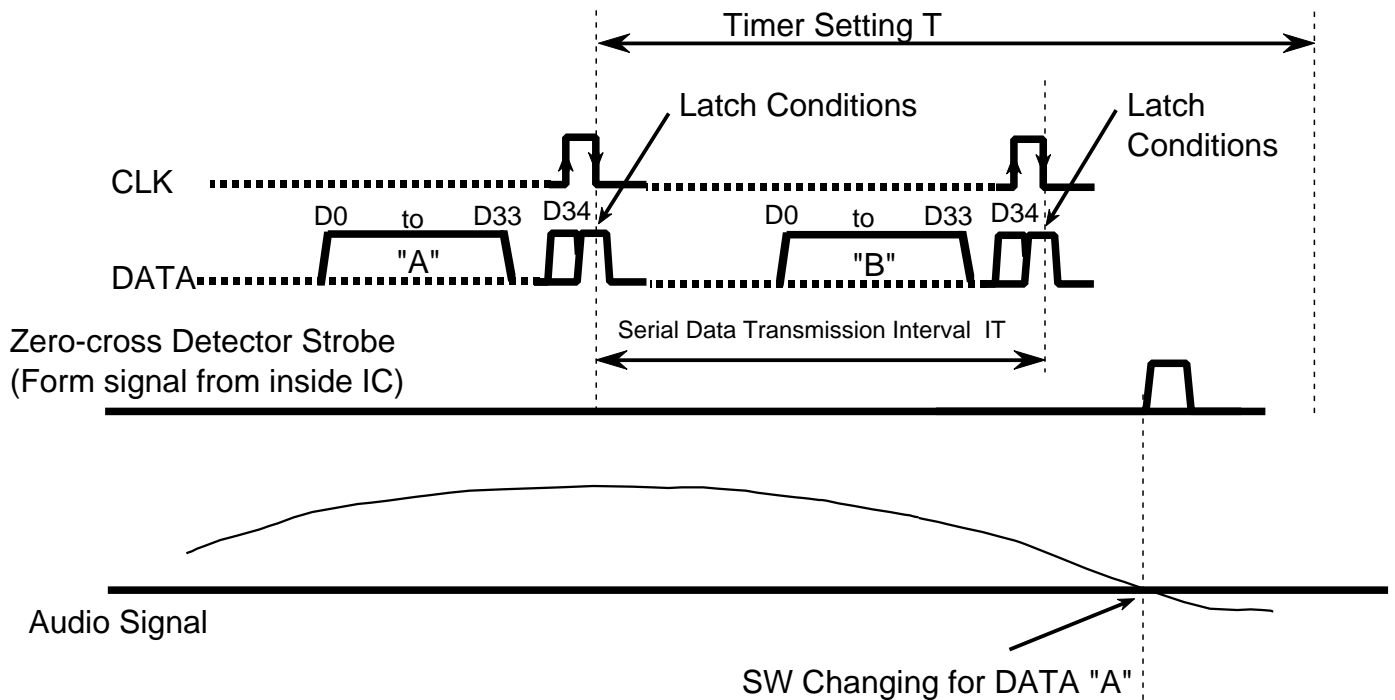 Timer Setting T
Latch Conditions
Latch
Conditions
CLK
D0 to D33 D34
D0 to D33 D34
"A"
"B"
DATA
Serial Data Transmission Interval IT
Zero-cross Detector Strobe
(Form signal from inside IC)
Audio Signal
SW Changing for DATA "A"